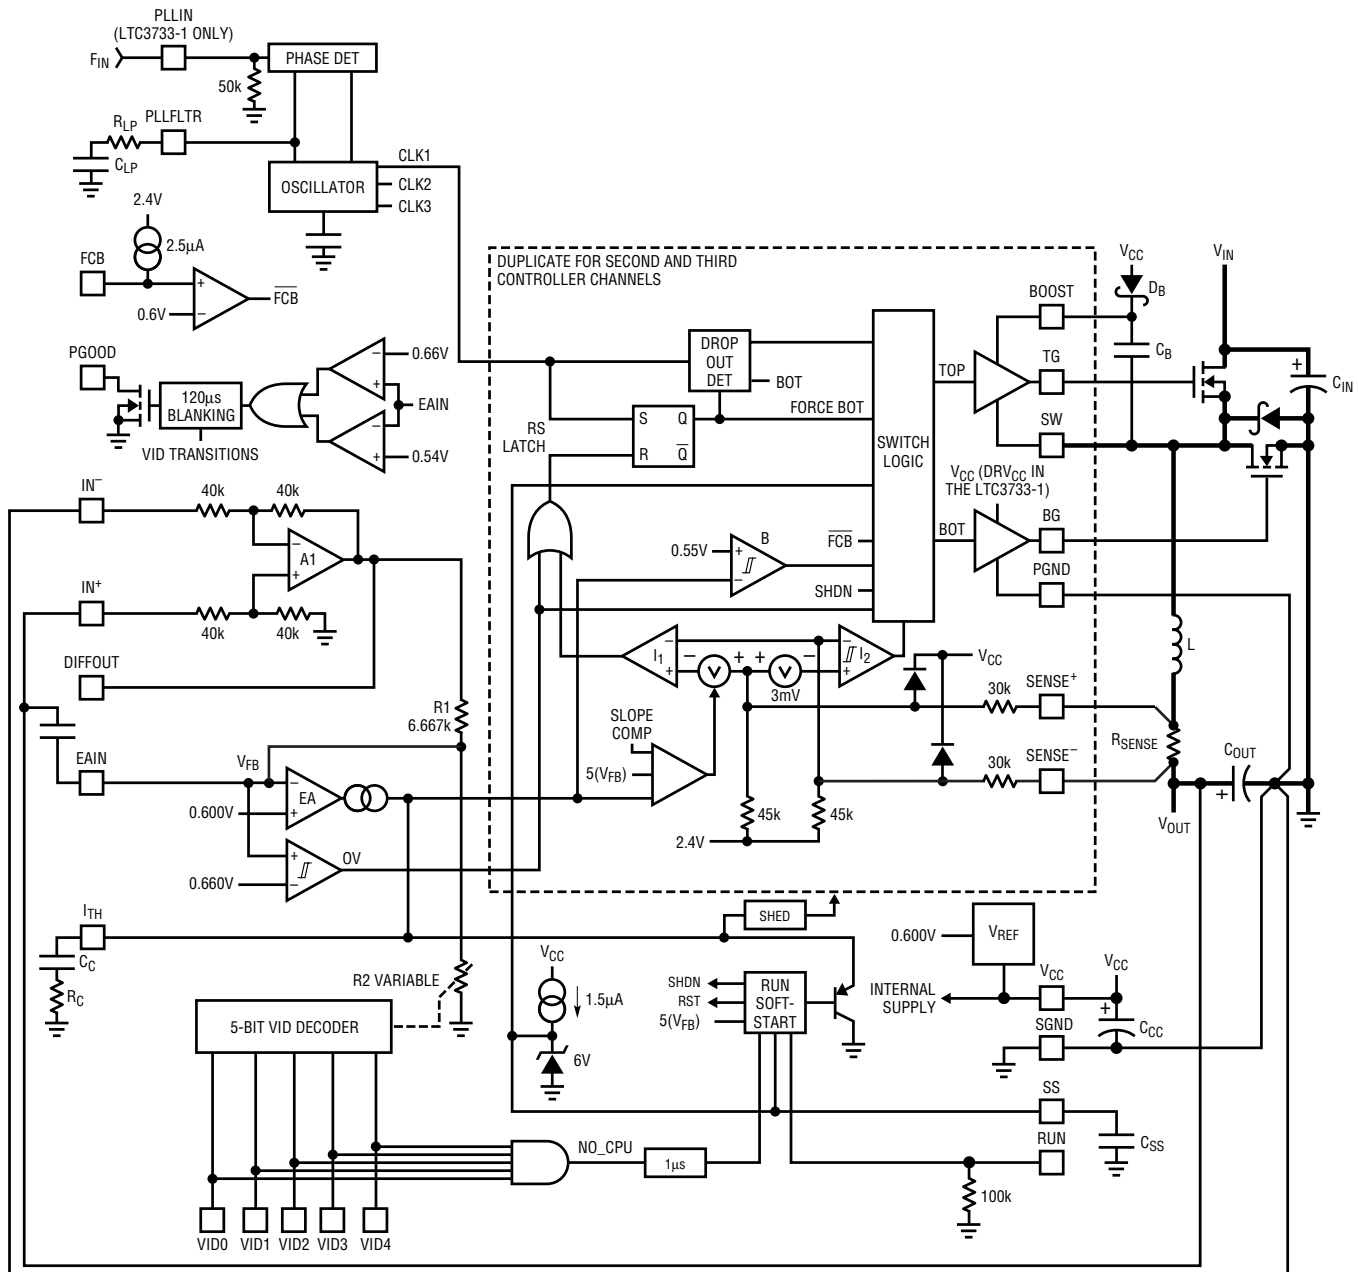 PLLIN
(LTC3733-1 ONLY)
FIN
PHASE DET
50k
RLP
PLLFLTR
CLP
CLK1
OSCILLATOR
CLK2
CLK3
2.4V
2.5µA
FCB
+
−
0.6V
F̅C̅B̅
PGOOD
120µs
BLANKING
VID TRANSITIONS
−
0.66V
+
EAIN
−
+
0.54V
IN−
40k
40k
−
A1
+
IN+
40k
40k
DIFFOUT
R1
6.667k
EAIN
VFB
−
EA
+
0.600V
+
−
OV
0.660V
ITH
CC
RC
R2 VARIABLE
5-BIT VID DECODER
VID0
VID1
VID2
VID3
VID4
NO_CPU
1µs
DUPLICATE FOR SECOND AND THIRD
CONTROLLER CHANNELS
DROP
OUT
DET
BOT
FORCE BOT
RS
LATCH
S
Q
R
Q̅
SWITCH
LOGIC
0.55V
+
−
B
F̅C̅B̅
SHDN
−
I1
+
−
+
+
−
3mV
−
I2
+
VCC
SLOPE
COMP
5(VFB)
45k
45k
2.4V
30k
SENSE+
30k
SENSE−
TOP
BOOST
TG
SW
VCC (DRVCC IN
THE LTC3733-1)
BOT
BG
PGND
VCC
DB
CB
VIN
+
CIN
L
RSENSE
COUT
+
VOUT
SHED
VCC
1.5µA
6V
SHDN
RST
5(VFB)
RUN
SOFT-
START
0.600V
VREF
INTERNAL
SUPPLY
VCC
VCC
+
CCC
SGND
SS
CSS
RUN
100k